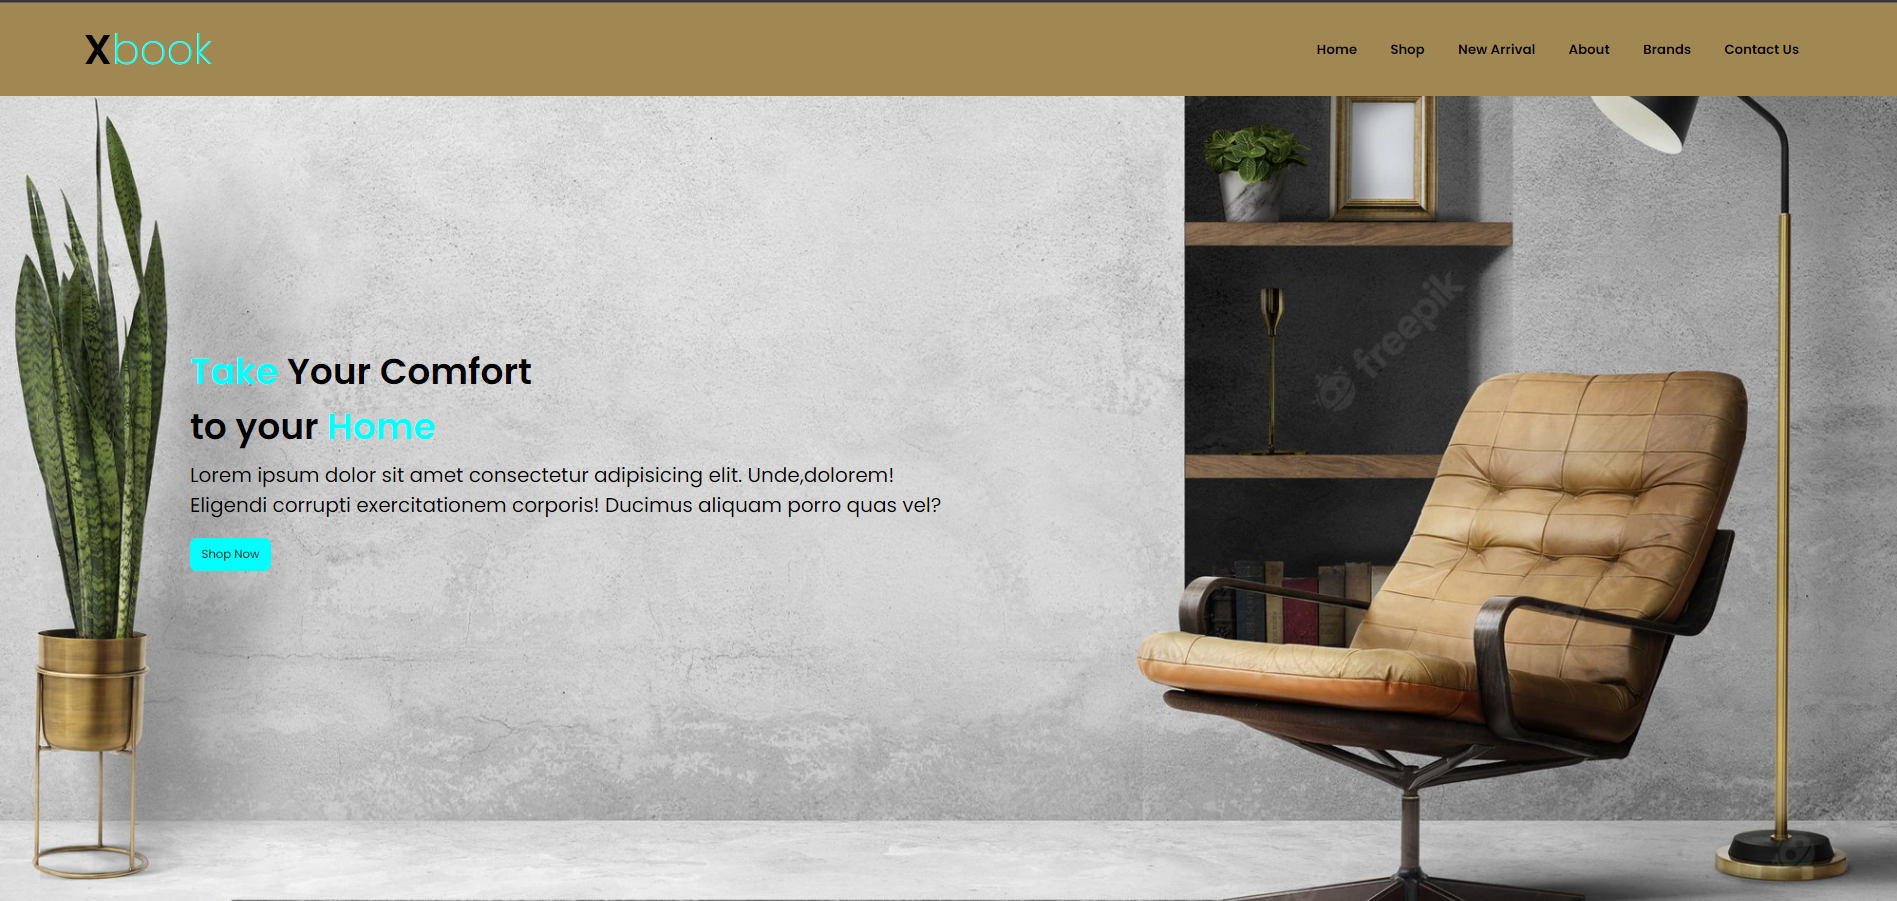 Xbook
Home Shop New Arrival About Brands Contact Us
freepik
Take Your Comfort
to your Home
Lorem ipsum dolor sit amet consectetur adipisicing elit. Unde,dolorem!
Eligendi corrupti exercitationem corporis! Ducimus aliquam porro quas vel?
Shop Now